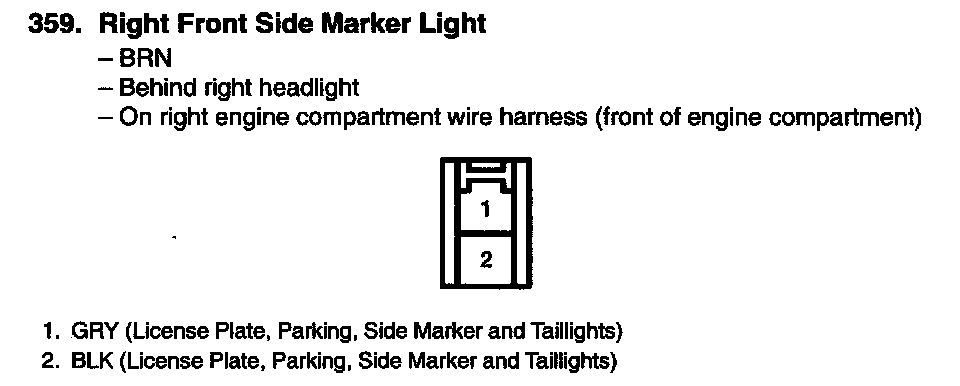 359. Right Front Side Marker Light
– BRN
– Behind right headlight
– On right engine compartment wire harness (front of engine compartment)
1
2
1. GRY (License Plate, Parking, Side Marker and Taillights)
2. BLK (License Plate, Parking, Side Marker and Taillights)